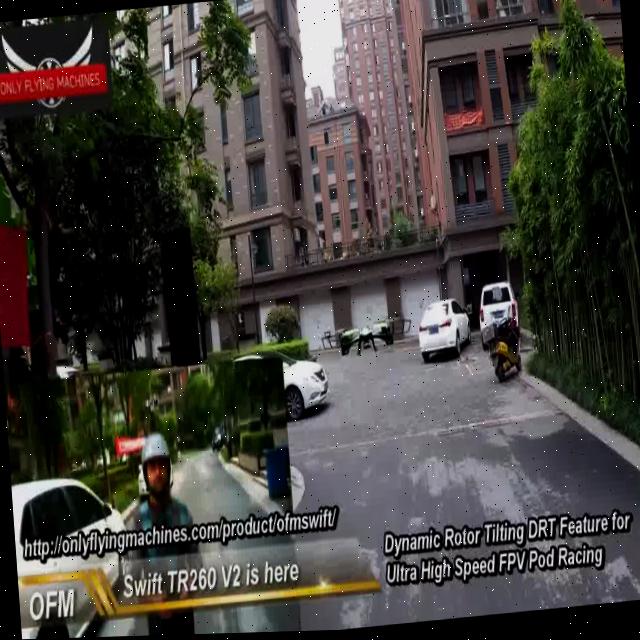 ONLY FLYING MACHINES.
http://onlyflyingmachines.com/product/ofmswift/
Dynamic Rotor Tilting DRT Feature for
Ultra High Speed FPV Pod Racing
OFM
Swift TR260 V2 is here